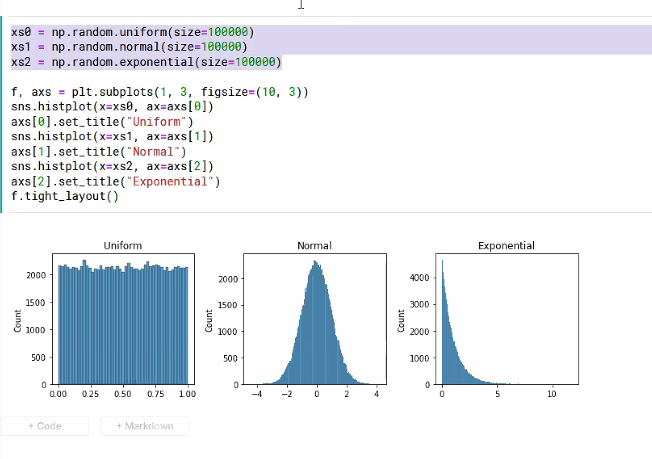 xs0 = np.random.uniform(size=100000)
xs1 = np.random.normal(size=100000)
xs2 = np.random.exponential(size=100000)
f, axs = plt.subplots(1, 3, figsize=(10, 3))
sns.histplot(x=xs0, ax=axs[0])
axs[0].set_title("Uniform")
sns.histplot(x=xs1, ax=axs[1])
axs[1].set_title("Normal")
sns.histplot(x=xs2, ax=axs[2])
axs[2].set_title("Exponential")
f.tight_layout()
Uniform
Count
2000
1500
1000
500
0
0.00 0.25 0.50 0.75 1.00
Normal
Count
2000
1500
1000
500
0
−4 −2 0 2 4
Exponential
Count
4000
3000
2000
1000
0
0 5 10
+ Code
+ Markdown